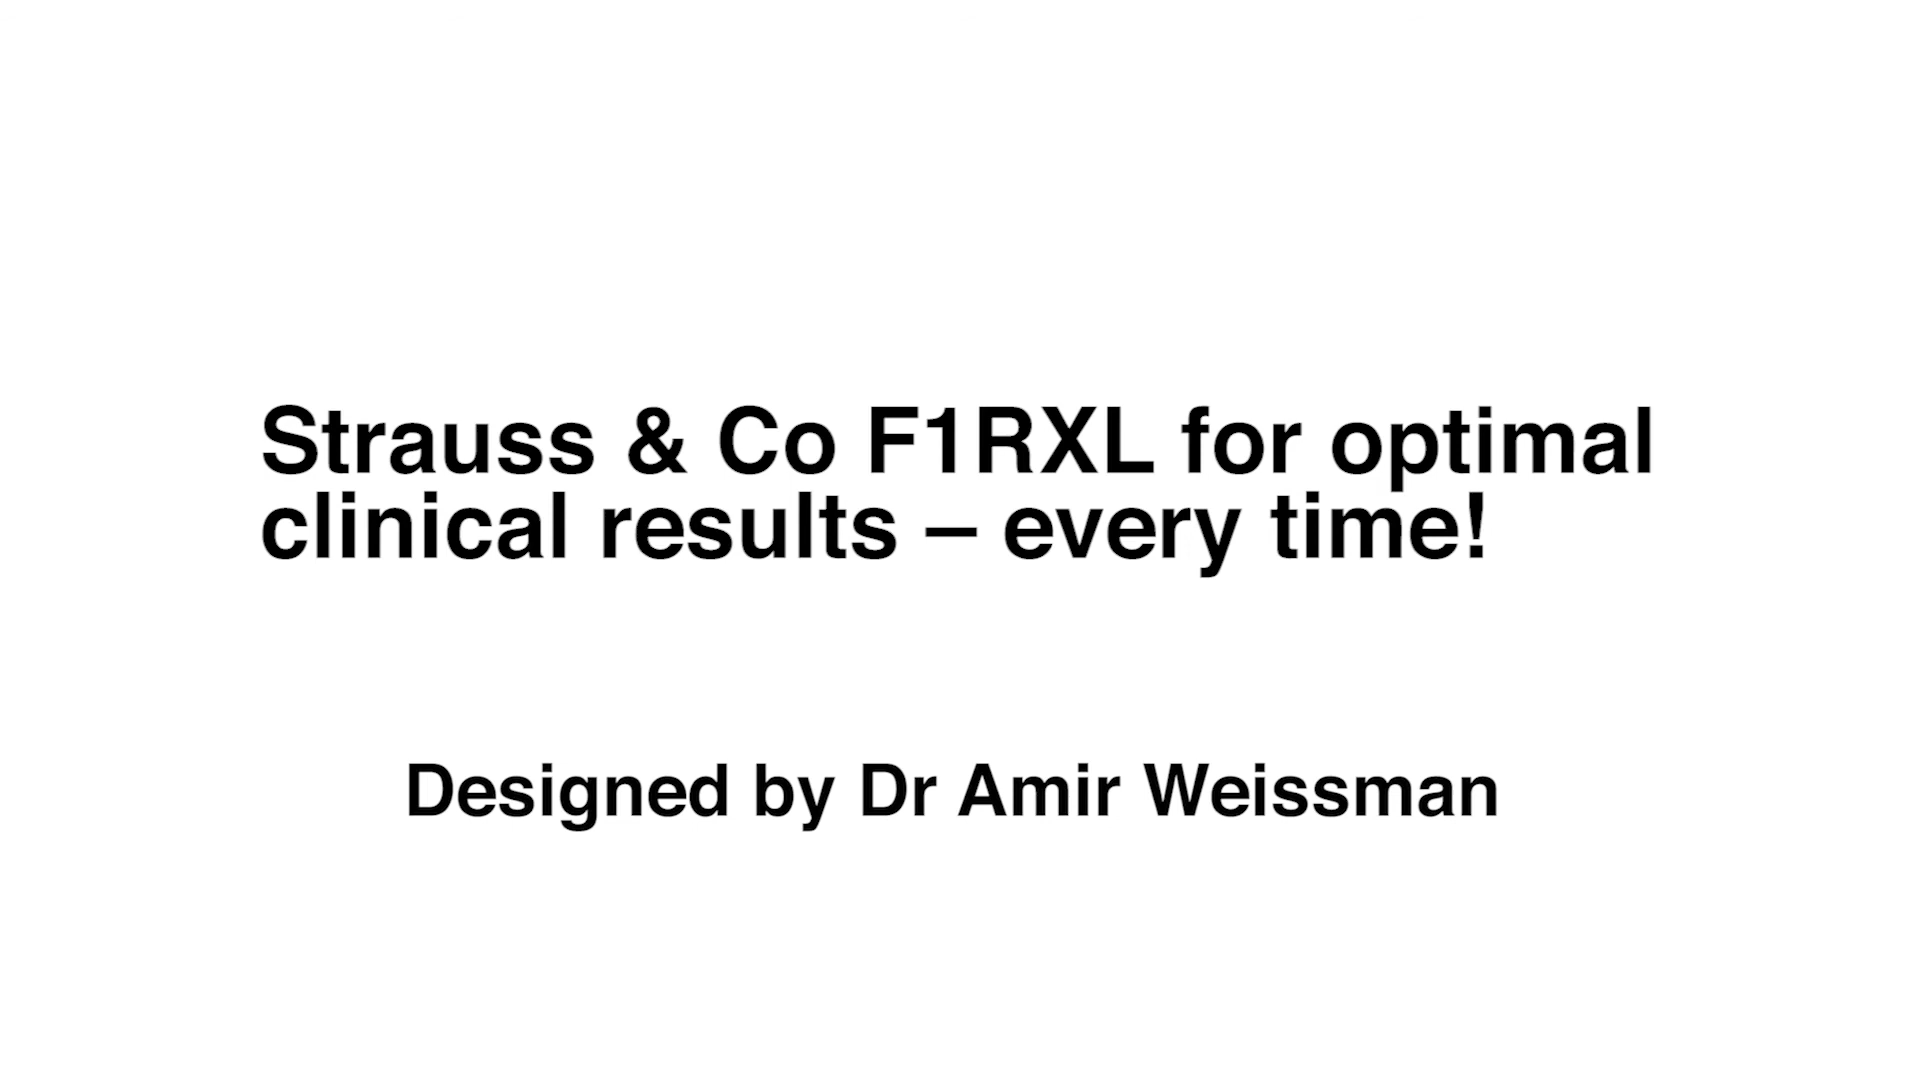 Strauss & Co F1RXL for optimal
clinical results – every time!
Designed by Dr Amir Weissman